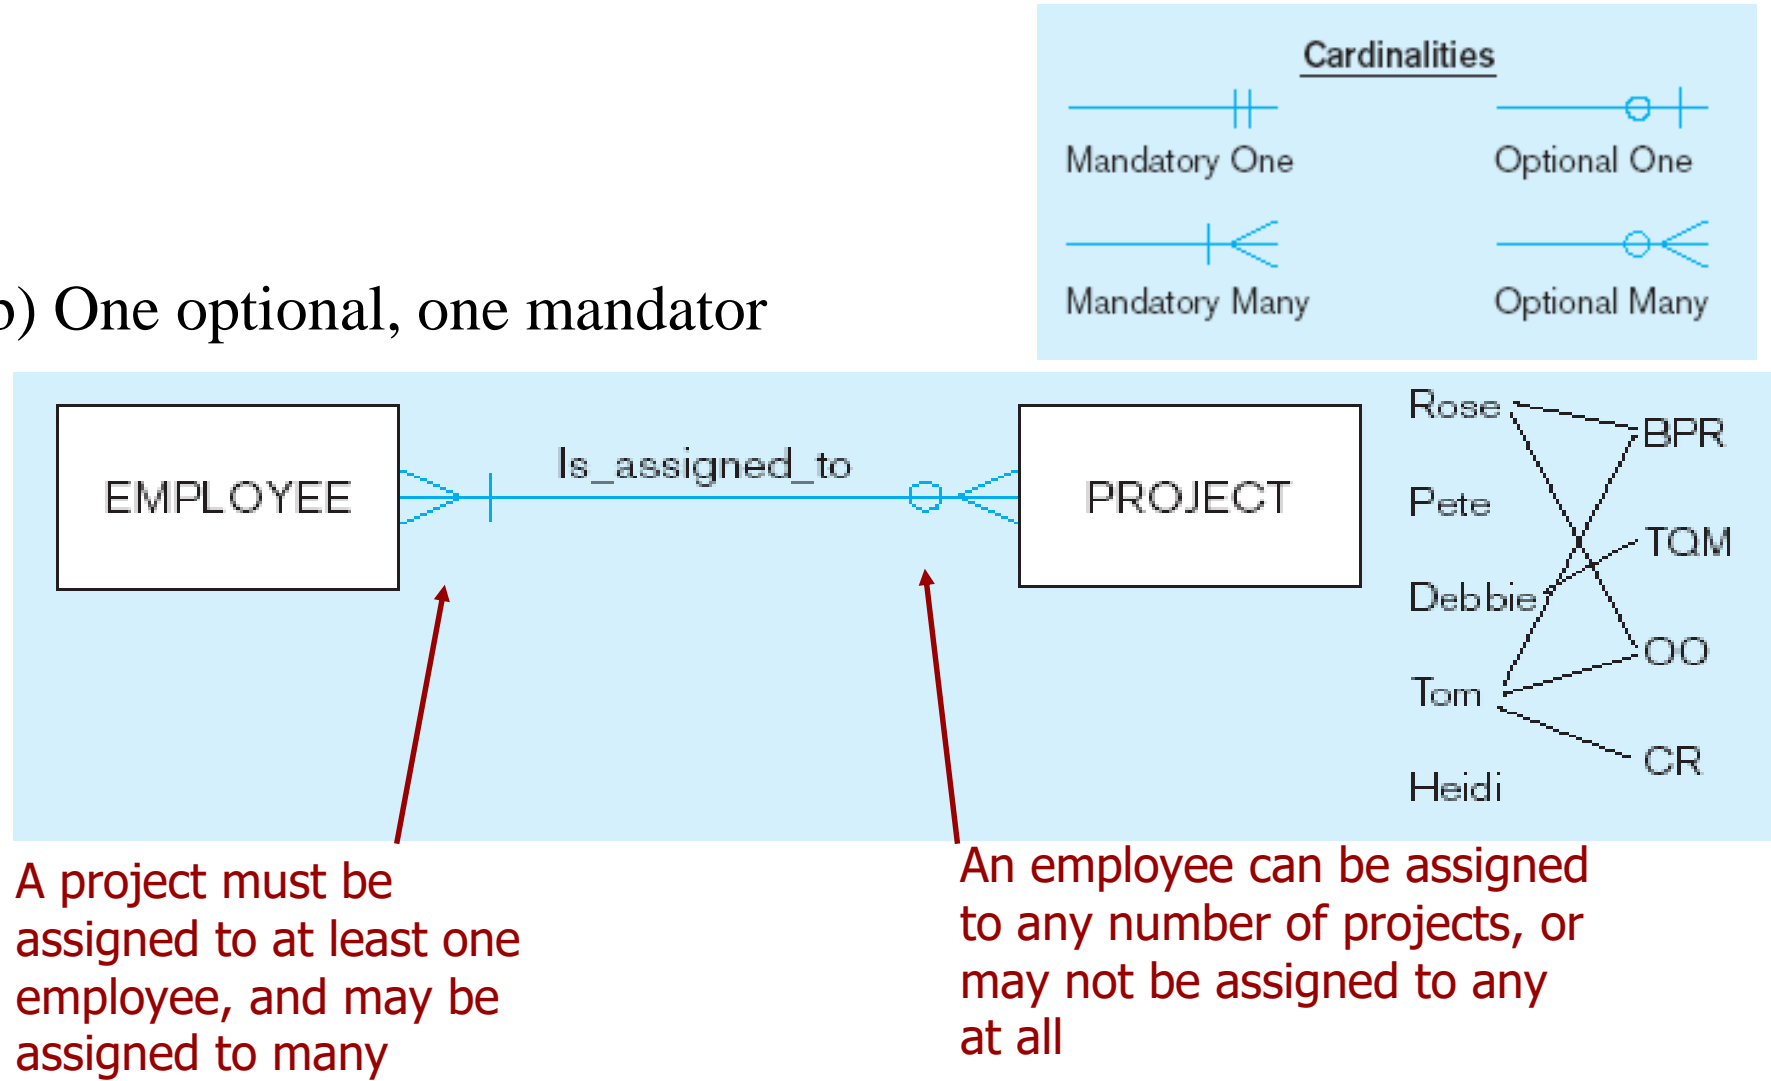 Cardinalities
Mandatory One
Optional One
Mandatory Many
Optional Many
) One optional, one mandator
EMPLOYEE
Is_assigned_to
PROJECT
Rose
BPR
Pete
TQM
Debbie
OO
Tom
CR
Heidi
A project must be
assigned to at least one
employee, and may be
assigned to many
An employee can be assigned
to any number of projects, or
may not be assigned to any
at all